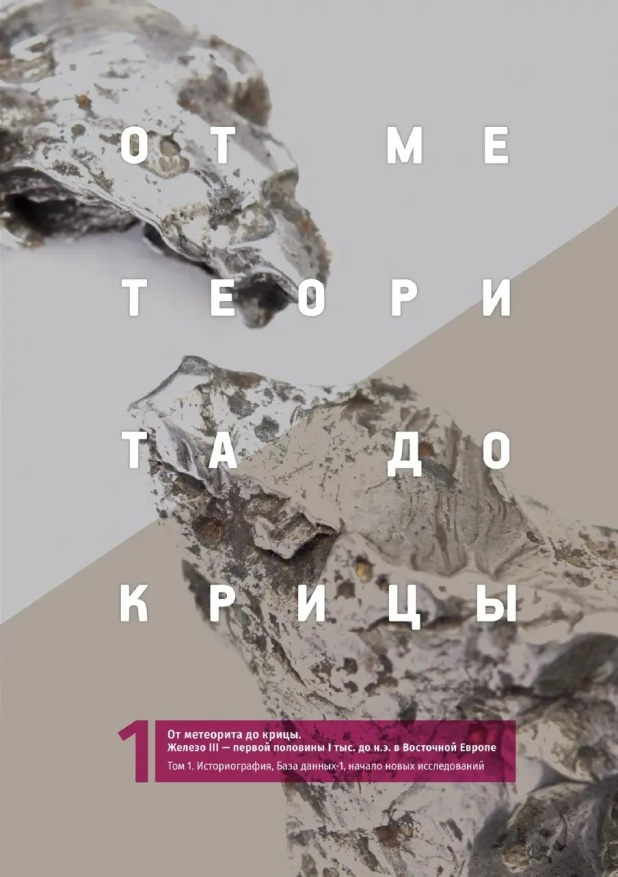 ОТ МЕ
ТЕОРИ
ТА ДО
КРИЦЫ
1
От метеорита до крицы.
Железо III — первой половины I тыс. до н.э. в Восточной Европе
Том 1. Историография, База данных-1, начало новых исследований